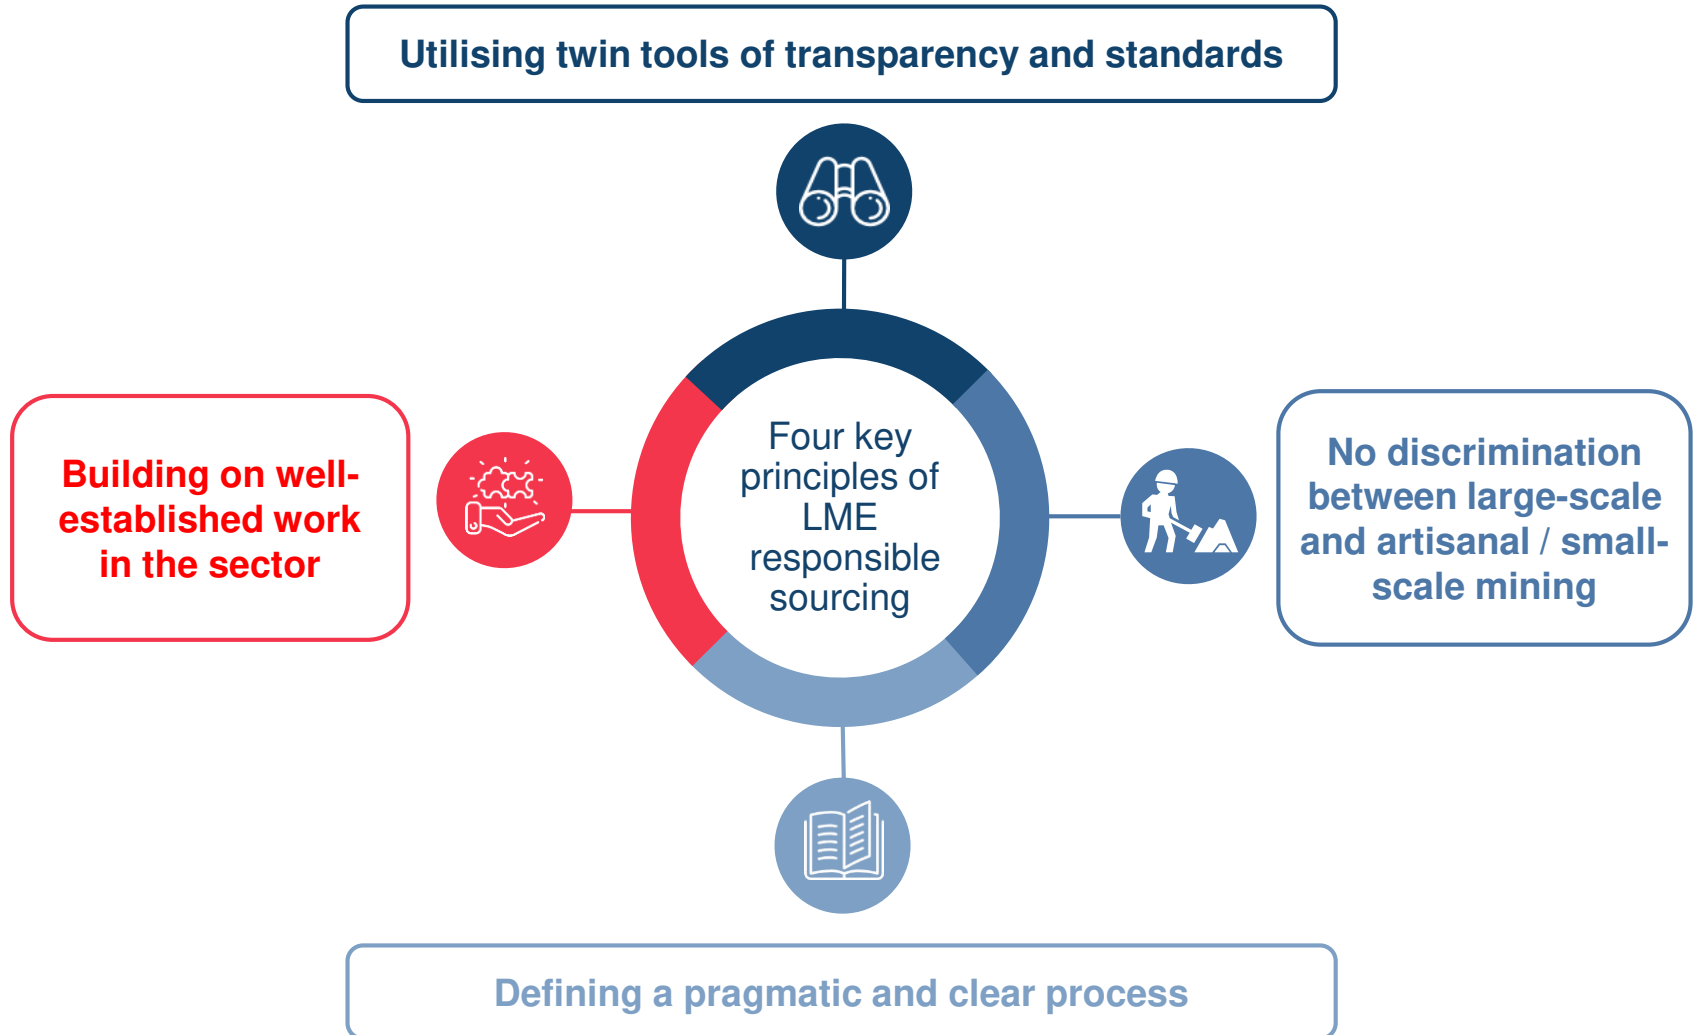 Utilising twin tools of transparency and standards
Building on well-
established work
in the sector
Four key
principles of
LME
responsible
sourcing
No discrimination
between large-scale
and artisanal / small-
scale mining
Defining a pragmatic and clear process